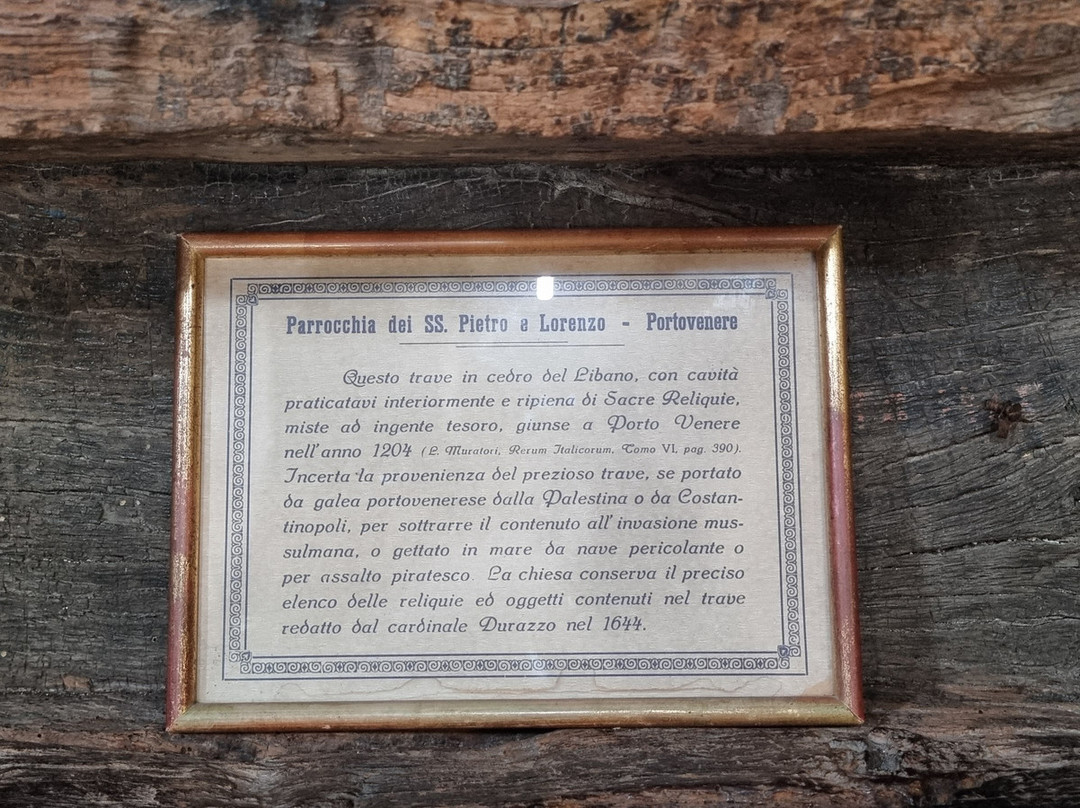 Parrocchia dei SS. Pietro e Lorenzo - Portovenere
Questo trave in cedro del Libano, con cavità
praticatavi interiormente e ripiena di Sacre Reliquie,
miste ad ingente tesoro, giunse a Porto Venere
nell'anno 1204 (L. Muratori, Rerum Italicorum, Tomo VI, pag. 390).
Incerta la provenienza del prezioso trave, se portato
da galea portovenerese dalla Palestina o da Costan-
tinopoli, per sottrarre il contenuto all'invasione mus-
sulmana, o gettato in mare da nave pericolante o
per assalto piratesco. La chiesa conserva il preciso
elenco delle reliquie ed oggetti contenuti nel trave
redatto dal cardinale Durazzo nel 1644.